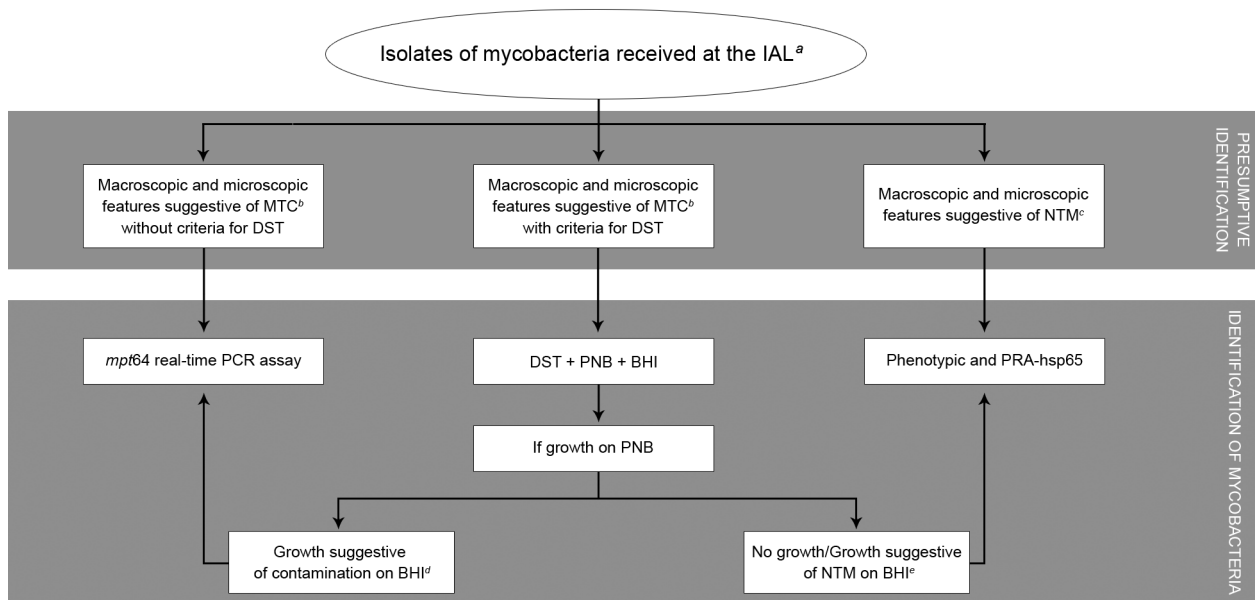 Isolates of mycobacteria received at the IALa
PRESUMPTIVE
IDENTIFICATION
Macroscopic and microscopic
features suggestive of MTCb
without criteria for DST
Macroscopic and microscopic
features suggestive of MTCb
with criteria for DST
Macroscopic and microscopic
features suggestive of NTMc
IDENTIFICATION OF MYCOBACTERIA
mpt64 real-time PCR assay
DST + PNB + BHI
Phenotypic and PRA-hsp65
If growth on PNB
Growth suggestive
of contamination on BHId
No growth/Growth suggestive
of NTM on BHIe